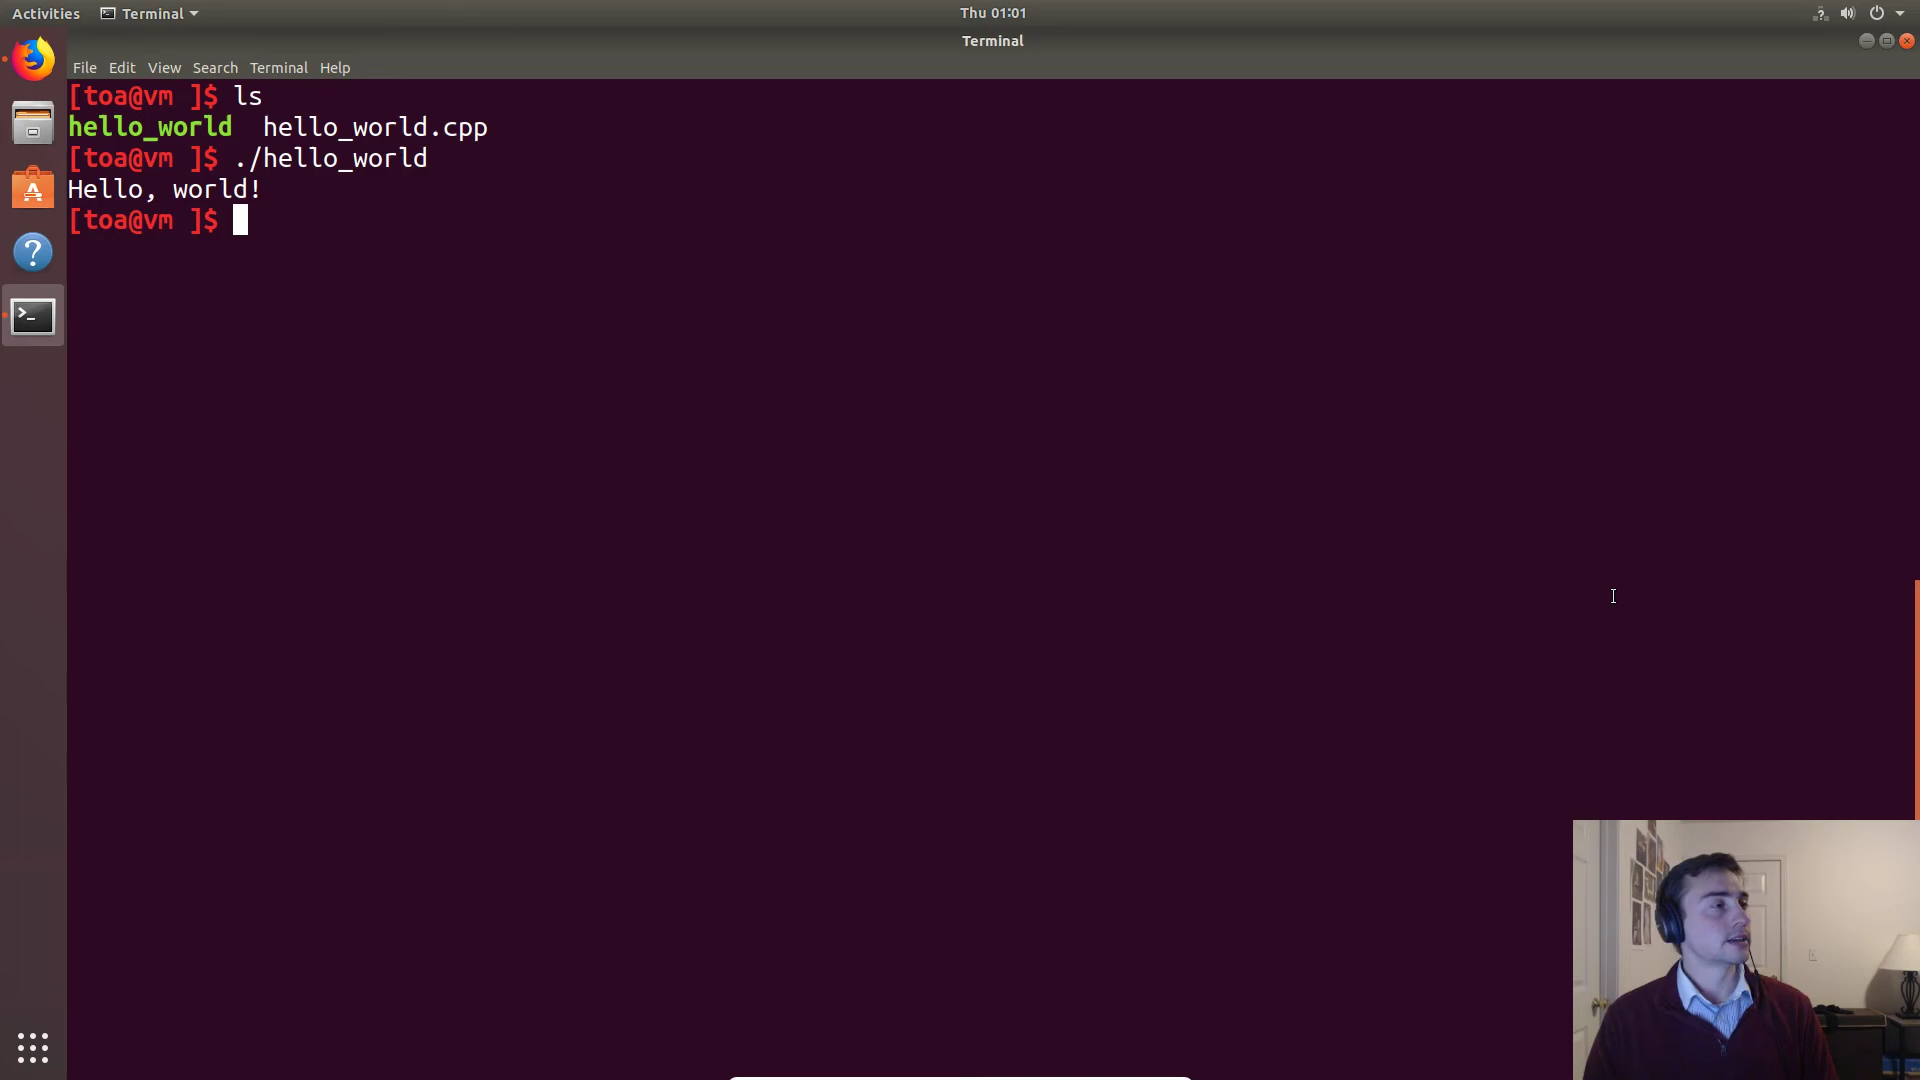 Activities Terminal Thu 01:01
Terminal
File Edit View Search Terminal Help
[toa@vm ]$ ls
hello_world hello_world.cpp
[toa@vm ]$ ./hello_world
Hello, world!
[toa@vm ]$